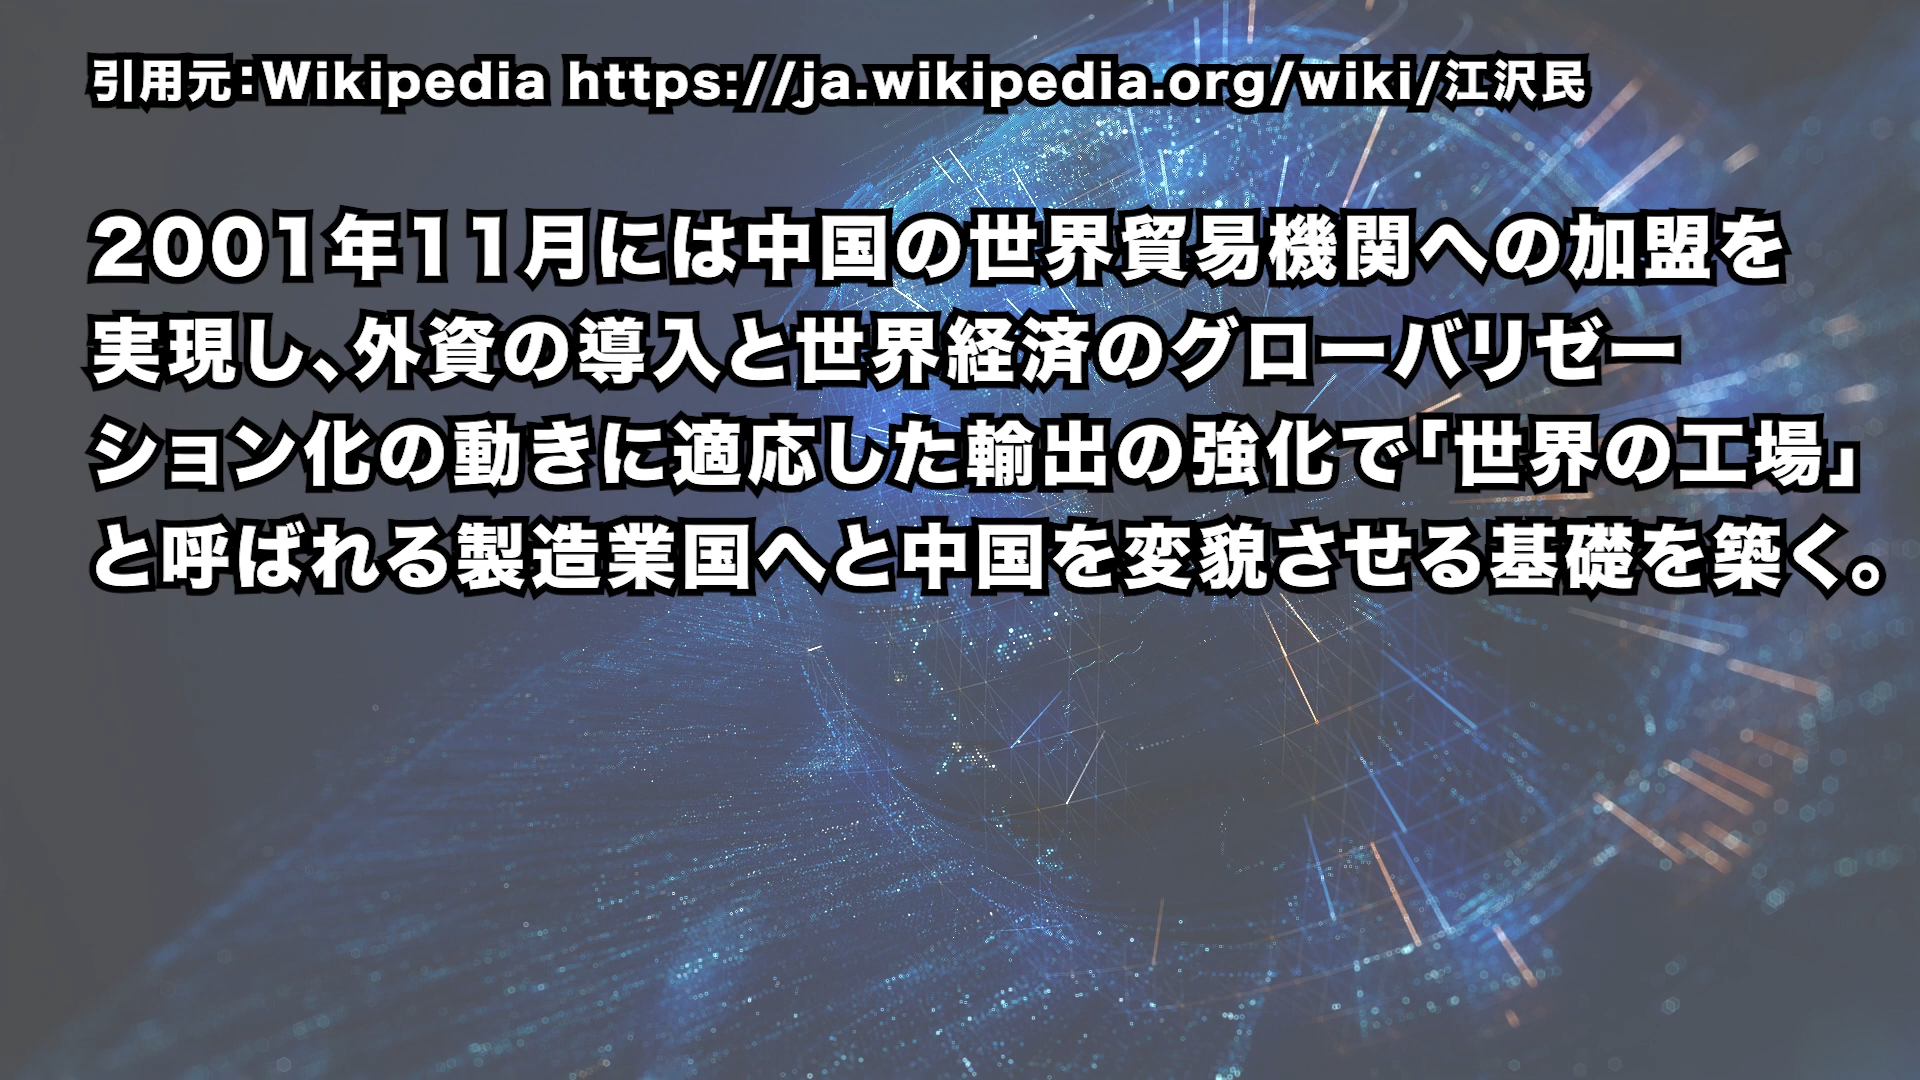 引用元：Wikipedia https://ja.wikipedia.org/wiki/江沢民
2001年11月には中国の世界貿易機関への加盟を
実現し、外資の導入と世界経済のグローバリゼー
ション化の動きに適応した輸出の強化で「世界の工場」
と呼ばれる製造業国へと中国を変貌させる基礎を築く。